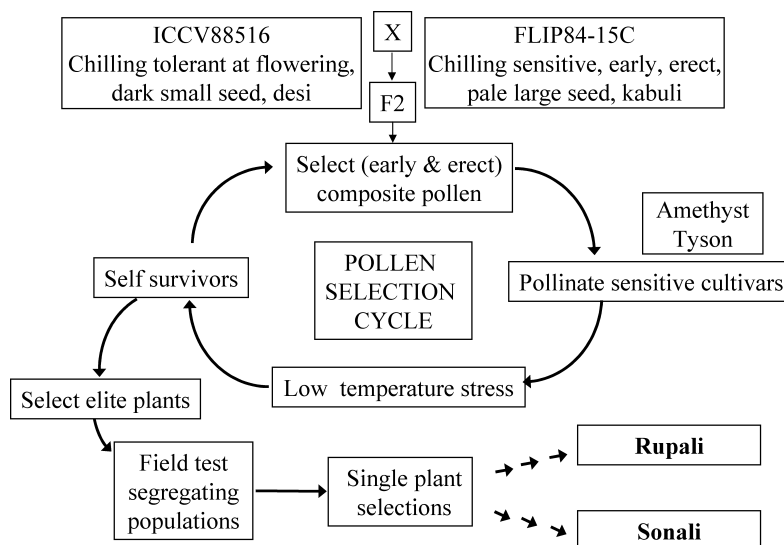 ICCV88516
Chilling tolerant at flowering,
dark small seed, desi
X
FLIP84-15C
Chilling sensitive, early, erect,
pale large seed, kabuli
F2
Select (early & erect)
composite pollen
Amethyst
Tyson
Pollinate sensitive cultivars
POLLEN
SELECTION
CYCLE
Self survivors
Low temperature stress
Select elite plants
Field test
segregating
populations
Single plant
selections
Rupali
Sonali